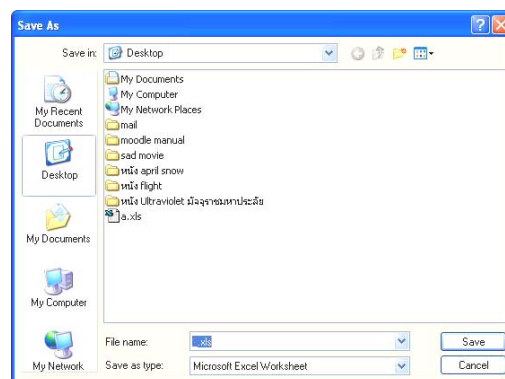 Save As
Save in: Desktop
My Recent
Documents
Desktop
My Documents
My Computer
My Network
My Documents
My Computer
My Network Places
mail
moodle manual
sad movie
หนัง april snow
หนัง flight
หนัง Ultraviolet มัจจุราชมหาประลัย
a.xls
File name: _.xls Save
Save as type: Microsoft Excel Worksheet Cancel